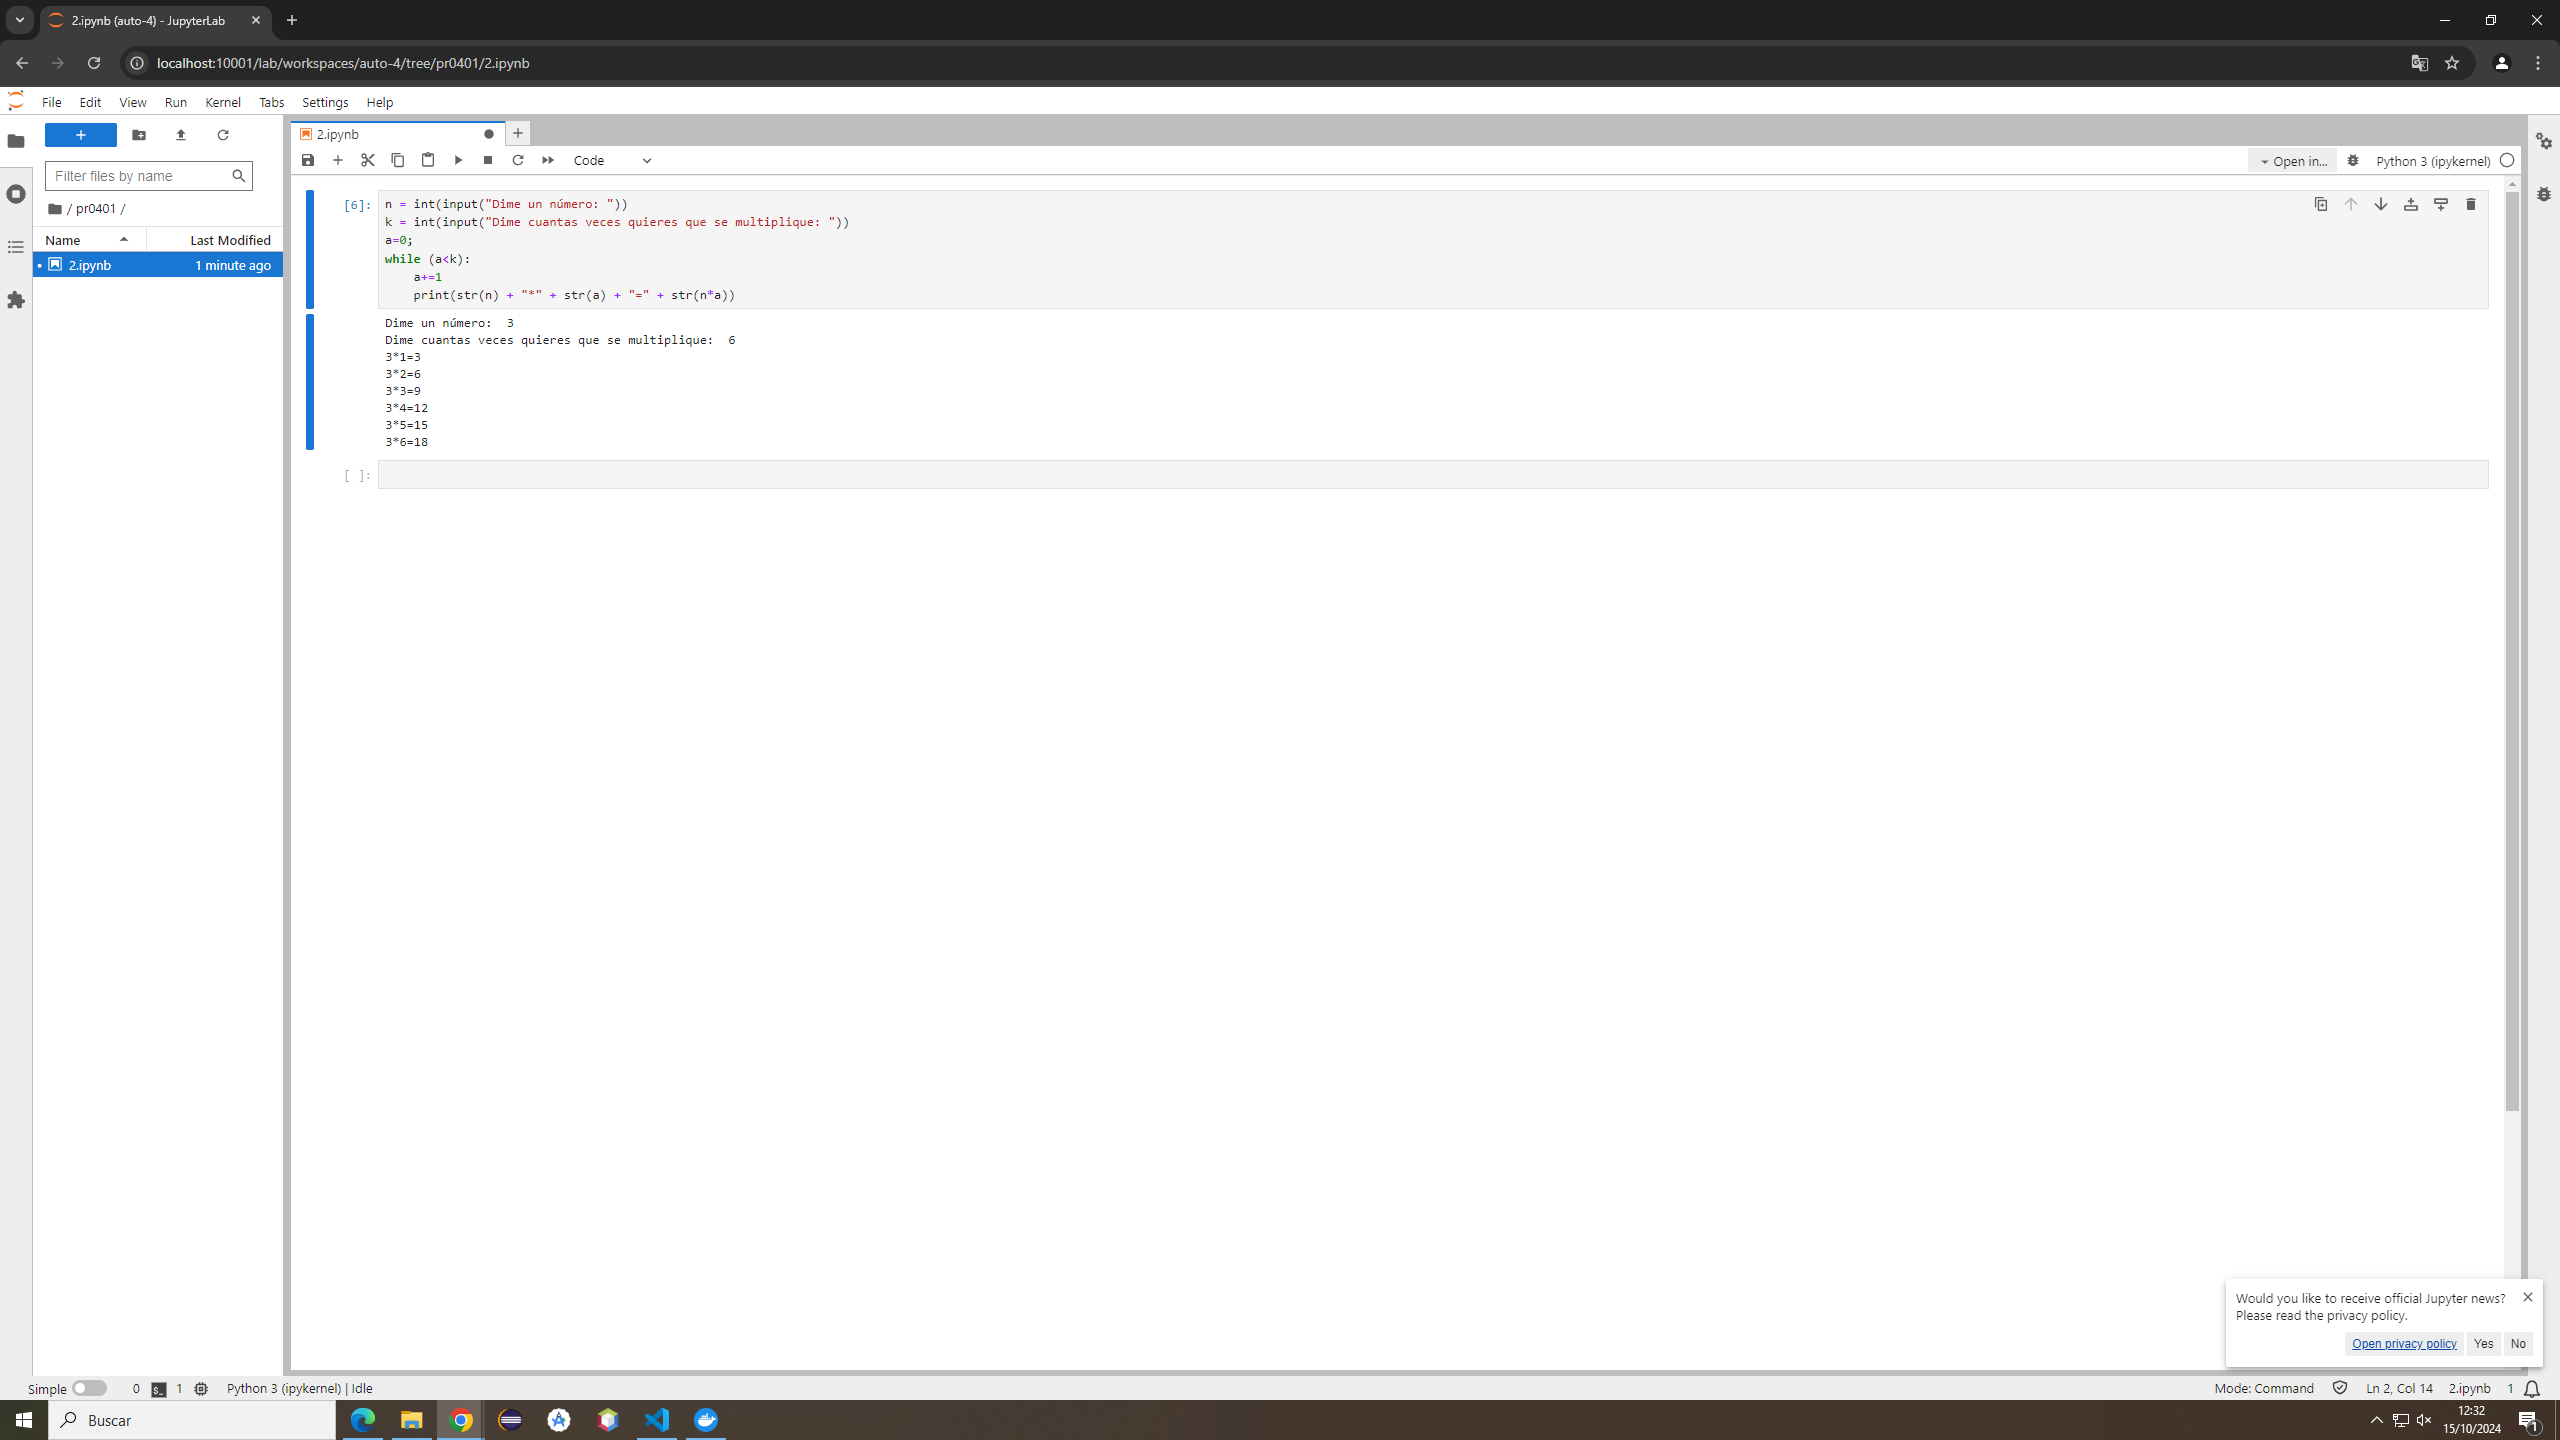 2.ipynb (auto-4) - JupyterLab
localhost:10001/lab/workspaces/auto-4/tree/pr0401/2.ipynb
File Edit View Run Kernel Tabs Settings Help
2.ipynb
Code
Open in...
Python 3 (ipykernel)
Filter files by name
/ pr0401 /
Name Last Modified
2.ipynb 1 minute ago
[6]:
n = int(input("Dime un número: "))
k = int(input("Dime cuantas veces quieres que se multiplique: "))
a=0;
while (a<k):
    a+=1
    print(str(n) + "*" + str(a) + "=" + str(n*a))
Dime un número:  3
Dime cuantas veces quieres que se multiplique:  6
3*1=3
3*2=6
3*3=9
3*4=12
3*5=15
3*6=18
[ ]:
Would you like to receive official Jupyter news?
Please read the privacy policy.
Open privacy policy Yes No
Simple 0 $_ 1 Python 3 (ipykernel) | Idle
Mode: Command Ln 2, Col 14 2.ipynb 1
Buscar
12:32
15/10/2024
1